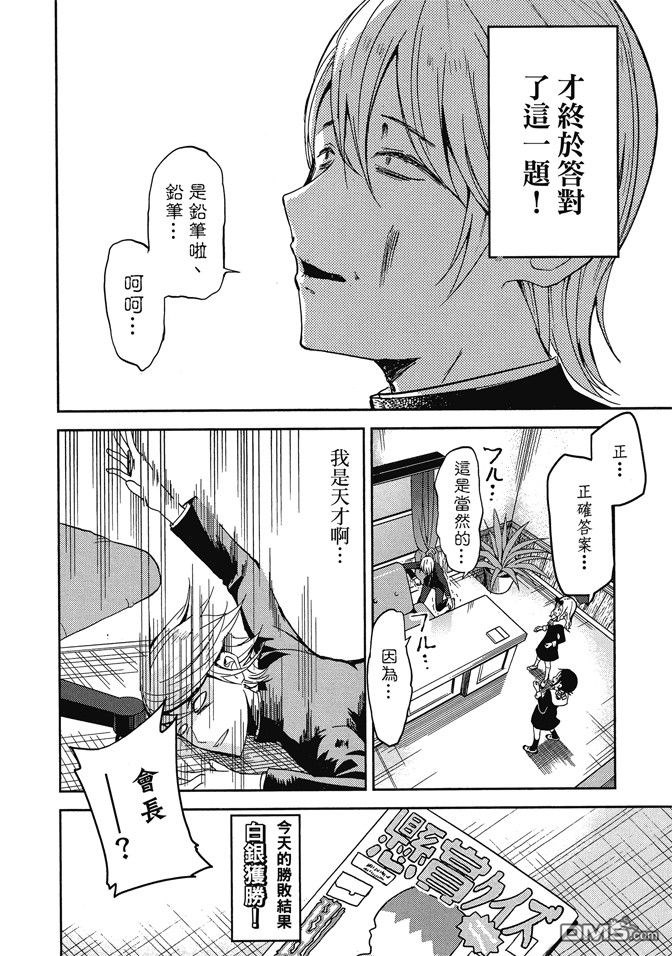 才終於答對
了這一題！
是鉛筆啦、
鉛筆…
呵呵…
正…
正確答案…
フル…
這是當然的…
フル…
因為…
我是天才啊…
會長
—？
懸賞クイズ
今天的勝敗結果
白銀獲勝！
DM5.com